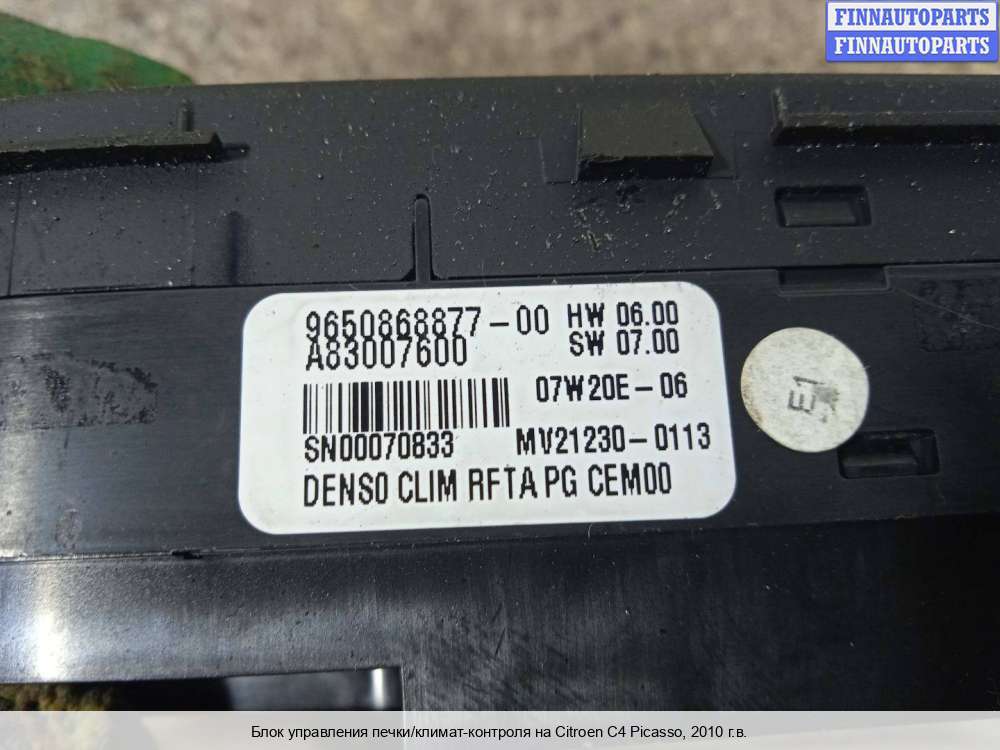 FINNAUTOPARTS
FINNAUTOPARTS
9650868877-00 HW 06.00
A83007600 SW 07.00
07W20E-06
SN00070833 MV21230-0113
DENSO CLIM RFTA PG CEM00
E1
Блок управления печки/климат-контроля на Citroen C4 Picasso, 2010 г.в.